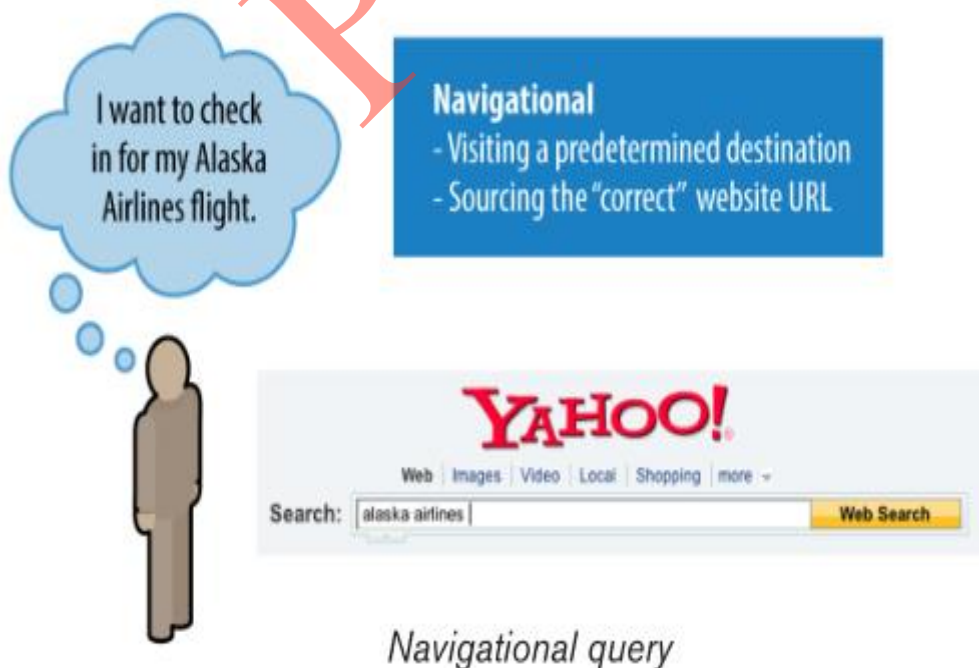 I want to check
in for my Alaska
Airlines flight.
Navigational
- Visiting a predetermined destination
- Sourcing the "correct" website URL
YAHOO!
Web | Images | Video | Local | Shopping | more
Search: alaska airlines Web Search
Navigational query